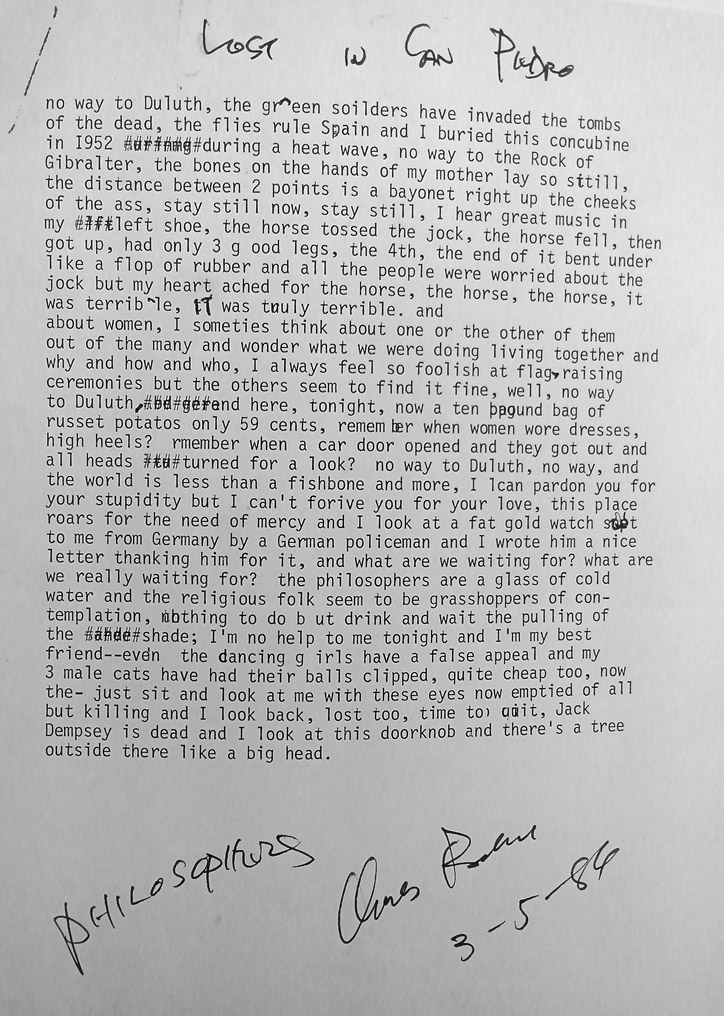 LOST IN SAN PEDRO
no way to Duluth, the gr^een soilders have invaded the tombs
of the dead, the flies rule Spain and I buried this concubine
in I952 #######during a heat wave, no way to the Rock of
Gibralter, the bones on the hands of my mother lay so sttill,
the distance between 2 points is a bayonet right up the cheeks
of the ass, stay still now, stay still, I hear great music in
my ####left shoe, the horse tossed the jock, the horse fell, then
got up, had only 3 g ood legs, the 4th, the end of it bent under
like a flop of rubber and all the people were worried about the
jock but my heart ached for the horse, the horse, the horse, it
was terrib^le, IT was truly terrible. and
about women, I someties think about one or the other of them
out of the many and wonder what we were doing living together and
why and how and who, I always feel so foolish at flag raising
ceremonies but the others seem to find it fine, well, no way
to Duluth, and here, tonight, now a ten pound bag of
russet potatos only 59 cents, remem ber when women wore dresses,
high heels? rmember when a car door opened and they got out and
all heads ####turned for a look? no way to Duluth, no way, and
the world is less than a fishbone and more, I lcan pardon you for
your stupidity but I can't forive you for your love, this place
roars for the need of mercy and I look at a fat gold watch
to me from Germany by a German policeman and I wrote him a nice
letter thanking him for it, and what are we waiting for? what are
we really waiting for? the philosophers are a glass of cold
water and the religious folk seem to be grasshoppers of con-
templation, nothing to do b ut drink and wait the pulling of
the ######shade; I'm no help to me tonight and I'm my best
friend--even the dancing g irls have a false appeal and my
3 male cats have had their balls clipped, quite cheap too, now
the- just sit and look at me with these eyes now emptied of all
but killing and I look back, lost too, time to quit, Jack
Dempsey is dead and I look at this doorknob and there's a tree
outside there like a big head.
PHILOSOPHERS
3-5-84